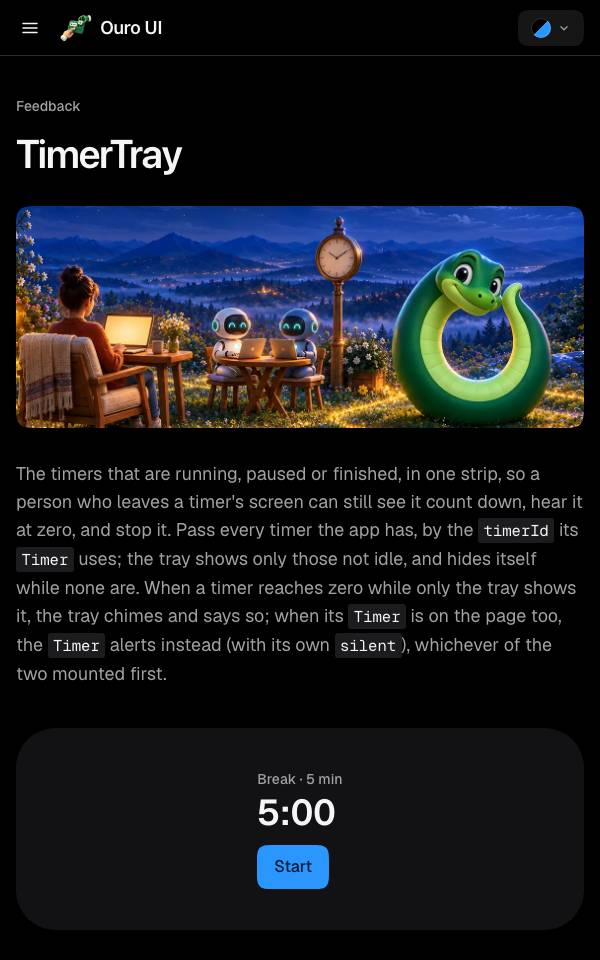 Ouro UI
Feedback
TimerTray
The timers that are running, paused or finished, in one strip, so a
person who leaves a timer's screen can still see it count down, hear it
at zero, and stop it. Pass every timer the app has, by the timerId its
Timer uses; the tray shows only those not idle, and hides itself
while none are. When a timer reaches zero while only the tray shows
it, the tray chimes and says so; when its Timer is on the page too,
the Timer alerts instead (with its own silent), whichever of the
two mounted first.
Break · 5 min
5:00
Start